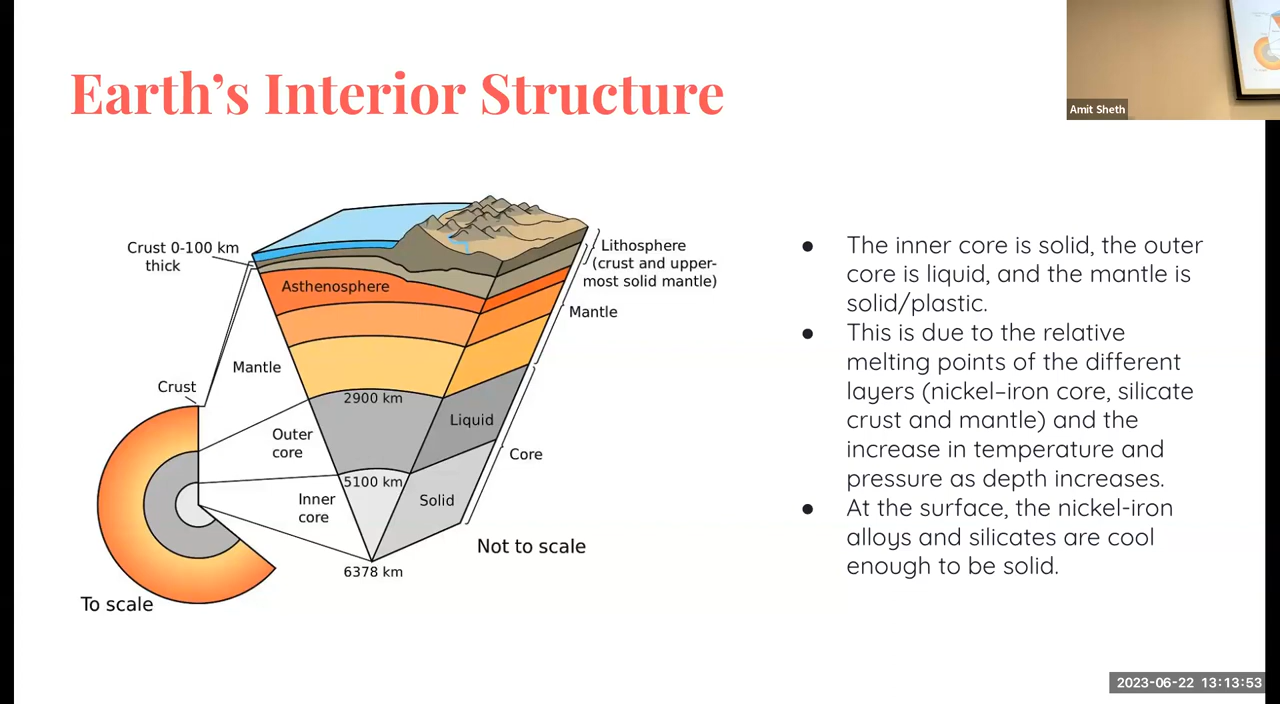 Earth's Interior Structure
Amit Sheth
Crust 0-100 km
thick
Asthenosphere
Lithosphere
(crust and upper-
most solid mantle)
Mantle
Mantle
Crust
2900 km
Liquid
Outer
core
Core
5100 km
Inner
core
Solid
Not to scale
6378 km
To scale
● The inner core is solid, the outer
core is liquid, and the mantle is
solid/plastic.
● This is due to the relative
melting points of the different
layers (nickel–iron core, silicate
crust and mantle) and the
increase in temperature and
pressure as depth increases.
● At the surface, the nickel-iron
alloys and silicates are cool
enough to be solid.
2023-06-22 13:13:53